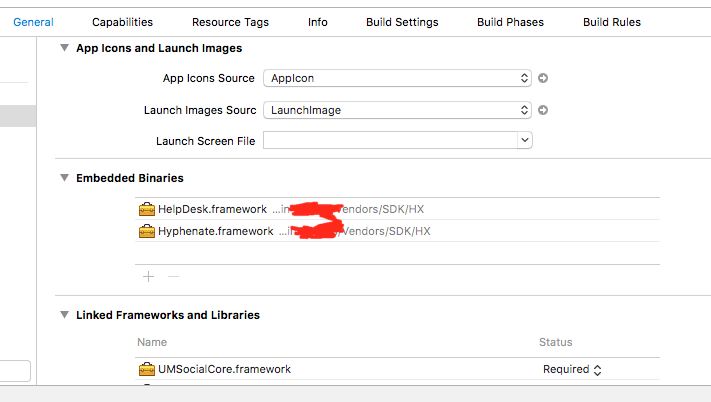 General Capabilities Resource Tags Info Build Settings Build Phases Build Rules
App Icons and Launch Images
App Icons Source AppIcon
Launch Images Sourc LaunchImage
Launch Screen File
Embedded Binaries
HelpDesk.framework ...in /Vendors/SDK/HX
Hyphenate.framework ...in /Vendors/SDK/HX
Linked Frameworks and Libraries
Name Status
UMSocialCore.framework Required